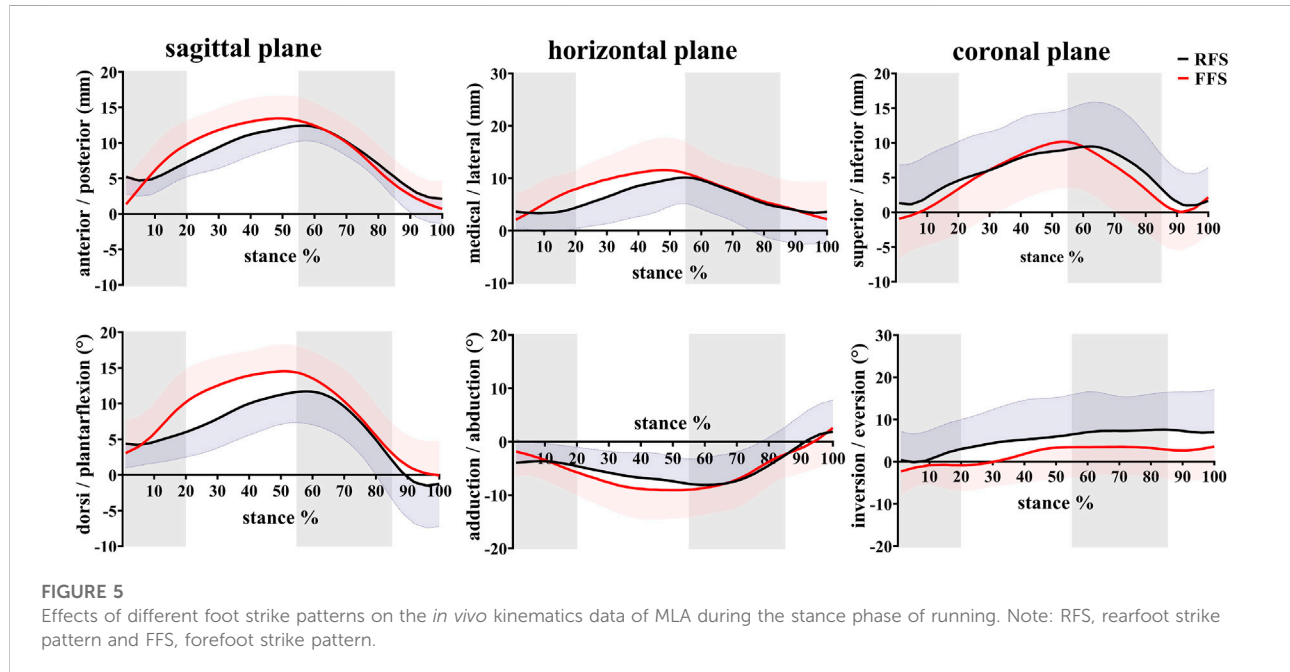 sagittal plane
horizontal plane
coronal plane
RFS
FFS
anterior / posterior (mm)
20
15
10
5
0
-5
-10
10 20 30 40 50 60 70 80 90 100
stance %
medical / lateral (mm)
30
20
10
0
-10
10 20 30 40 50 60 70 80 90 100
stance %
superior / inferior (mm)
20
15
10
5
0
-5
-10
10 20 30 40 50 60 70 80 90 100
stance %
dorsi / plantarflexion (°)
20
15
10
5
0
-5
-10
10 20 30 40 50 60 70 80 90 100
stance %
adduction / abduction (°)
20
10
0
-10
-20
stance %
10 20 30 40 50 60 70 80 90 100
inversion / eversion (°)
30
20
10
0
-10
-20
10 20 30 40 50 60 70 80 90 100
stance %
FIGURE 5
Effects of different foot strike patterns on the in vivo kinematics data of MLA during the stance phase of running. Note: RFS, rearfoot strike
pattern and FFS, forefoot strike pattern.